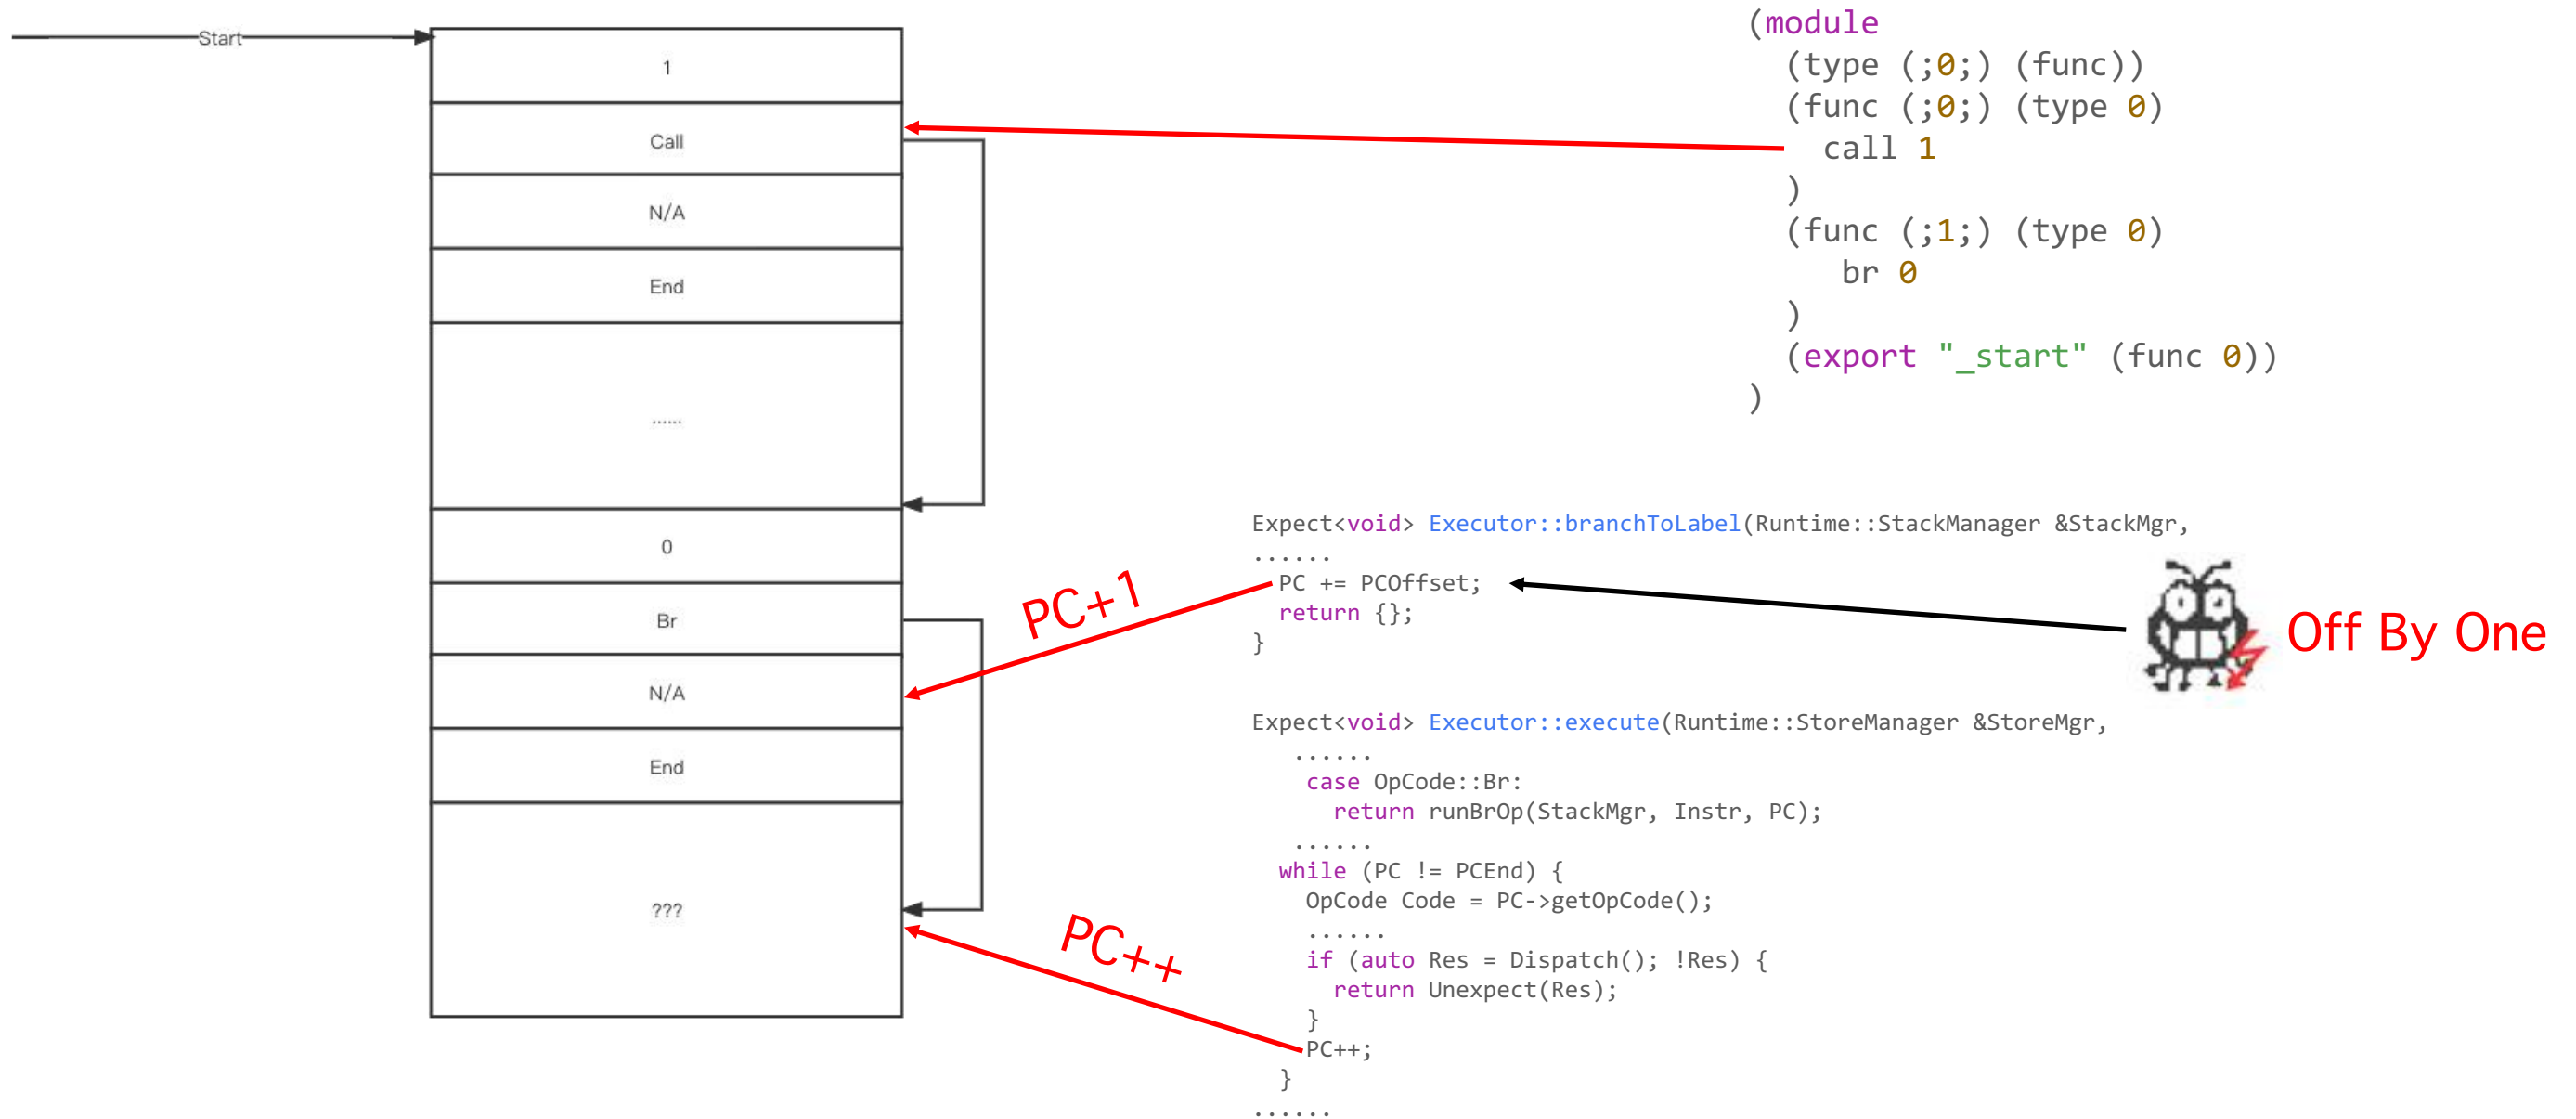 Start
1
Call
N/A
End
......
0
Br
N/A
End
???
(module
(type (;0;) (func))
(func (;0;) (type 0)
call 1
)
(func (;1;) (type 0)
br 0
)
(export "_start" (func 0))
)
PC+1
PC++
Expect<void> Executor::branchToLabel(Runtime::StackManager &StackMgr,
......
PC += PCOffset;
return {};
}
Off By One
Expect<void> Executor::execute(Runtime::StoreManager &StoreMgr,
......
case OpCode::Br:
return runBrOp(StackMgr, Instr, PC);
......
while (PC != PCEnd) {
OpCode Code = PC->getOpCode();
......
if (auto Res = Dispatch(); !Res) {
return Unexpect(Res);
}
PC++;
}
......